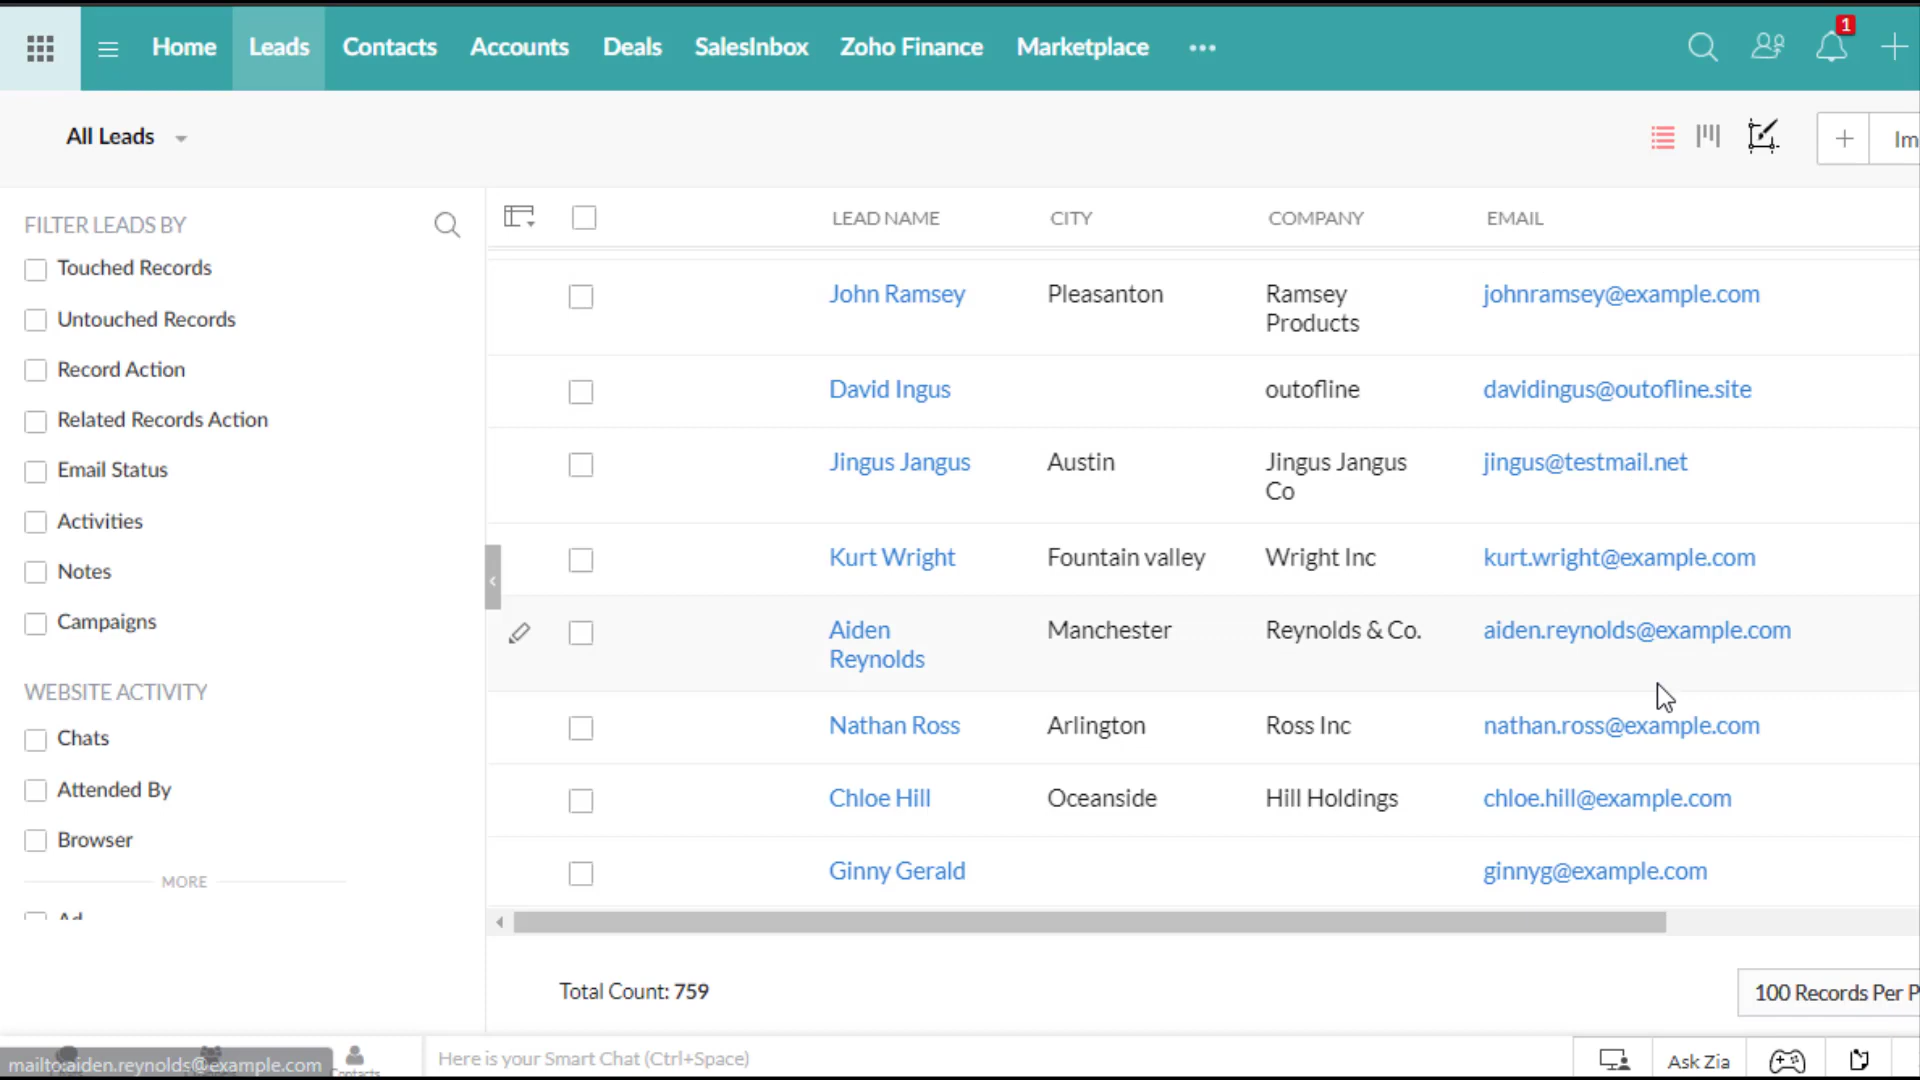 Home Leads Contacts Accounts Deals SalesInbox Zoho Finance Marketplace ••• 1
All Leads
Im
FILTER LEADS BY
Touched Records
Untouched Records
Record Action
Related Records Action
Email Status
Activities
Notes
Campaigns
WEBSITE ACTIVITY
Chats
Attended By
Browser
MORE
LEAD NAME CITY COMPANY EMAIL
John Ramsey Pleasanton Ramsey Products johnramsey@example.com
David Ingus outofline davidingus@outofline.site
Jingus Jangus Austin Jingus Jangus Co jingus@testmail.net
Kurt Wright Fountain valley Wright Inc kurt.wright@example.com
Aiden Reynolds Manchester Reynolds & Co. aiden.reynolds@example.com
Nathan Ross Arlington Ross Inc nathan.ross@example.com
Chloe Hill Oceanside Hill Holdings chloe.hill@example.com
Ginny Gerald ginnyg@example.com
Total Count: 759
100 Records Per P
mailto:aiden.reynolds@example.com
Here is your Smart Chat (Ctrl+Space)
Ask Zia